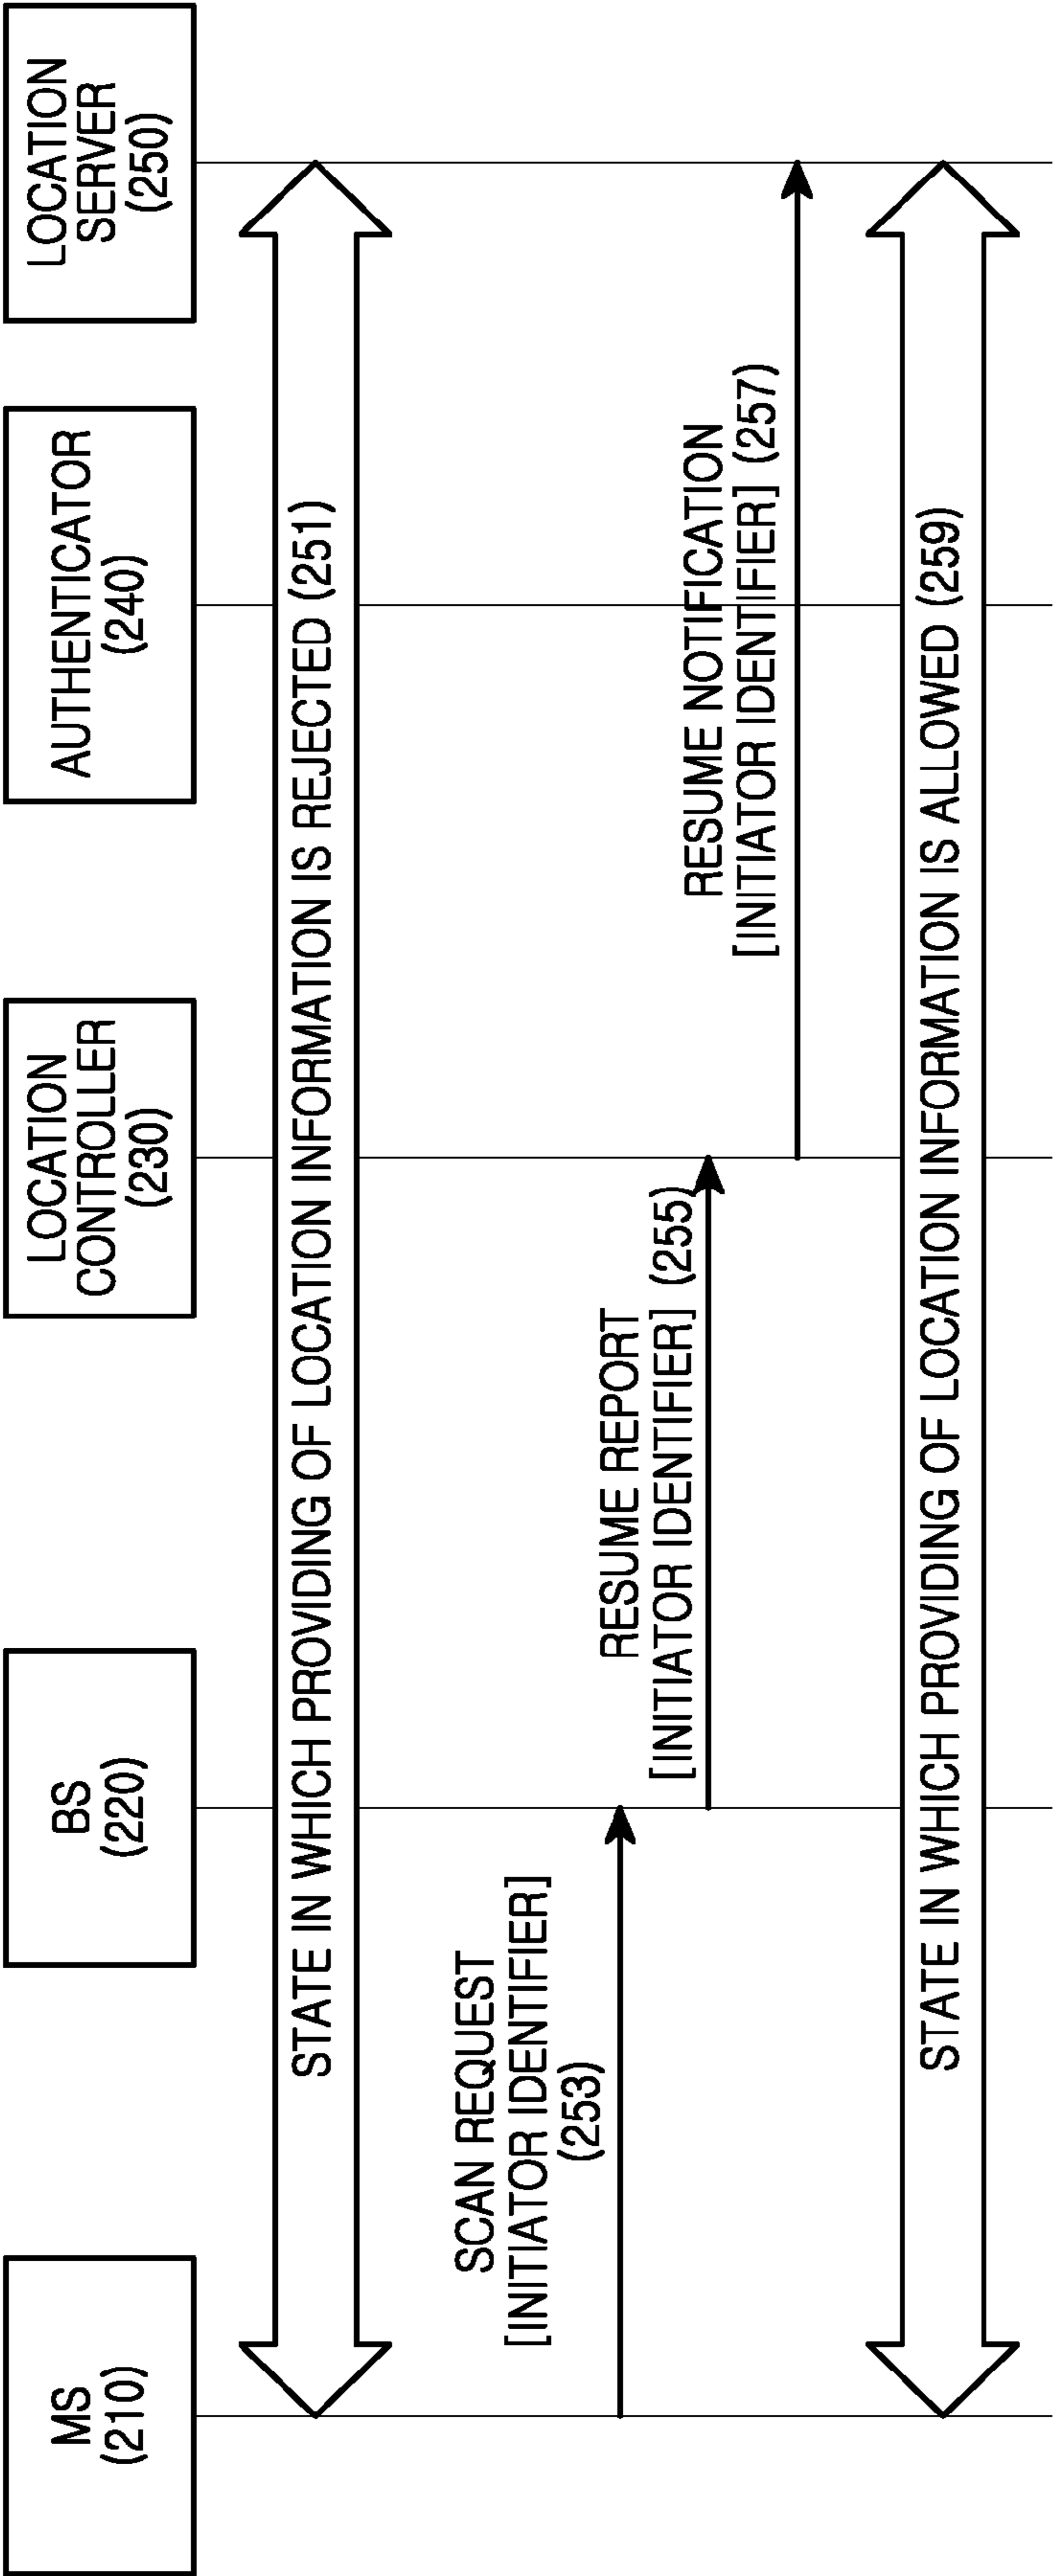 MS
(210)
BS
(220)
LOCATION
CONTROLLER
(230)
AUTHENTICATOR
(240)
LOCATION
SERVER
(250)
STATE IN WHICH PROVIDING OF LOCATION INFORMATION IS REJECTED (251)
SCAN REQUEST
[INITIATOR IDENTIFIER]
(253)
RESUME REPORT
[INITIATOR IDENTIFIER] (255)
RESUME NOTIFICATION
[INITIATOR IDENTIFIER] (257)
STATE IN WHICH PROVIDING OF LOCATION INFORMATION IS ALLOWED (259)